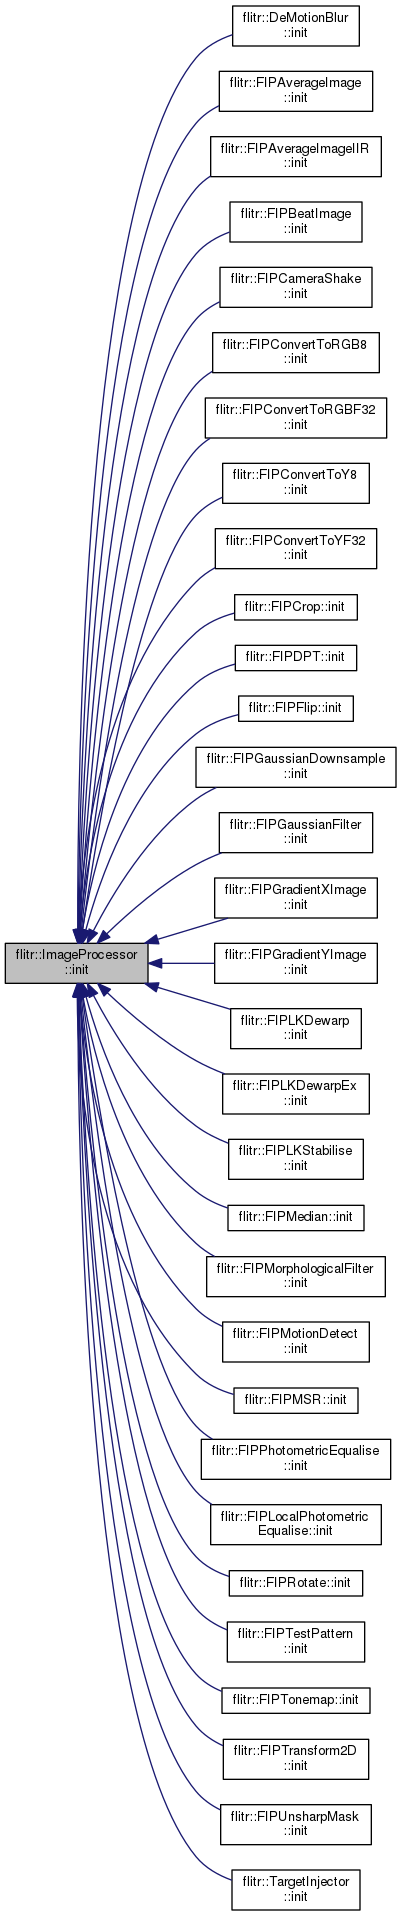 flitr::DeMotionBlur
::init
flitr::FIPAverageImage
::init
flitr::FIPAverageImageIIR
::init
flitr::FIPBeatImage
::init
flitr::FIPCameraShake
::init
flitr::FIPConvertToRGB8
::init
flitr::FIPConvertToRGBF32
::init
flitr::FIPConvertToY8
::init
flitr::FIPConvertToYF32
::init
flitr::FIPCrop::init
flitr::FIPDPT::init
flitr::FIPFlip::init
flitr::FIPGaussianDownsample
::init
flitr::FIPGaussianFilter
::init
flitr::FIPGradientXImage
::init
flitr::ImageProcessor
::init
flitr::FIPGradientYImage
::init
flitr::FIPLKDewarp
::init
flitr::FIPLKDewarpEx
::init
flitr::FIPLKStabilise
::init
flitr::FIPMedian::init
flitr::FIPMorphologicalFilter
::init
flitr::FIPMotionDetect
::init
flitr::FIPMSR::init
flitr::FIPPhotometricEqualise
::init
flitr::FIPLocalPhotometric
Equalise::init
flitr::FIPRotate::init
flitr::FIPTestPattern
::init
flitr::FIPTonemap::init
flitr::FIPTransform2D
::init
flitr::FIPUnsharpMask
::init
flitr::TargetInjector
::init